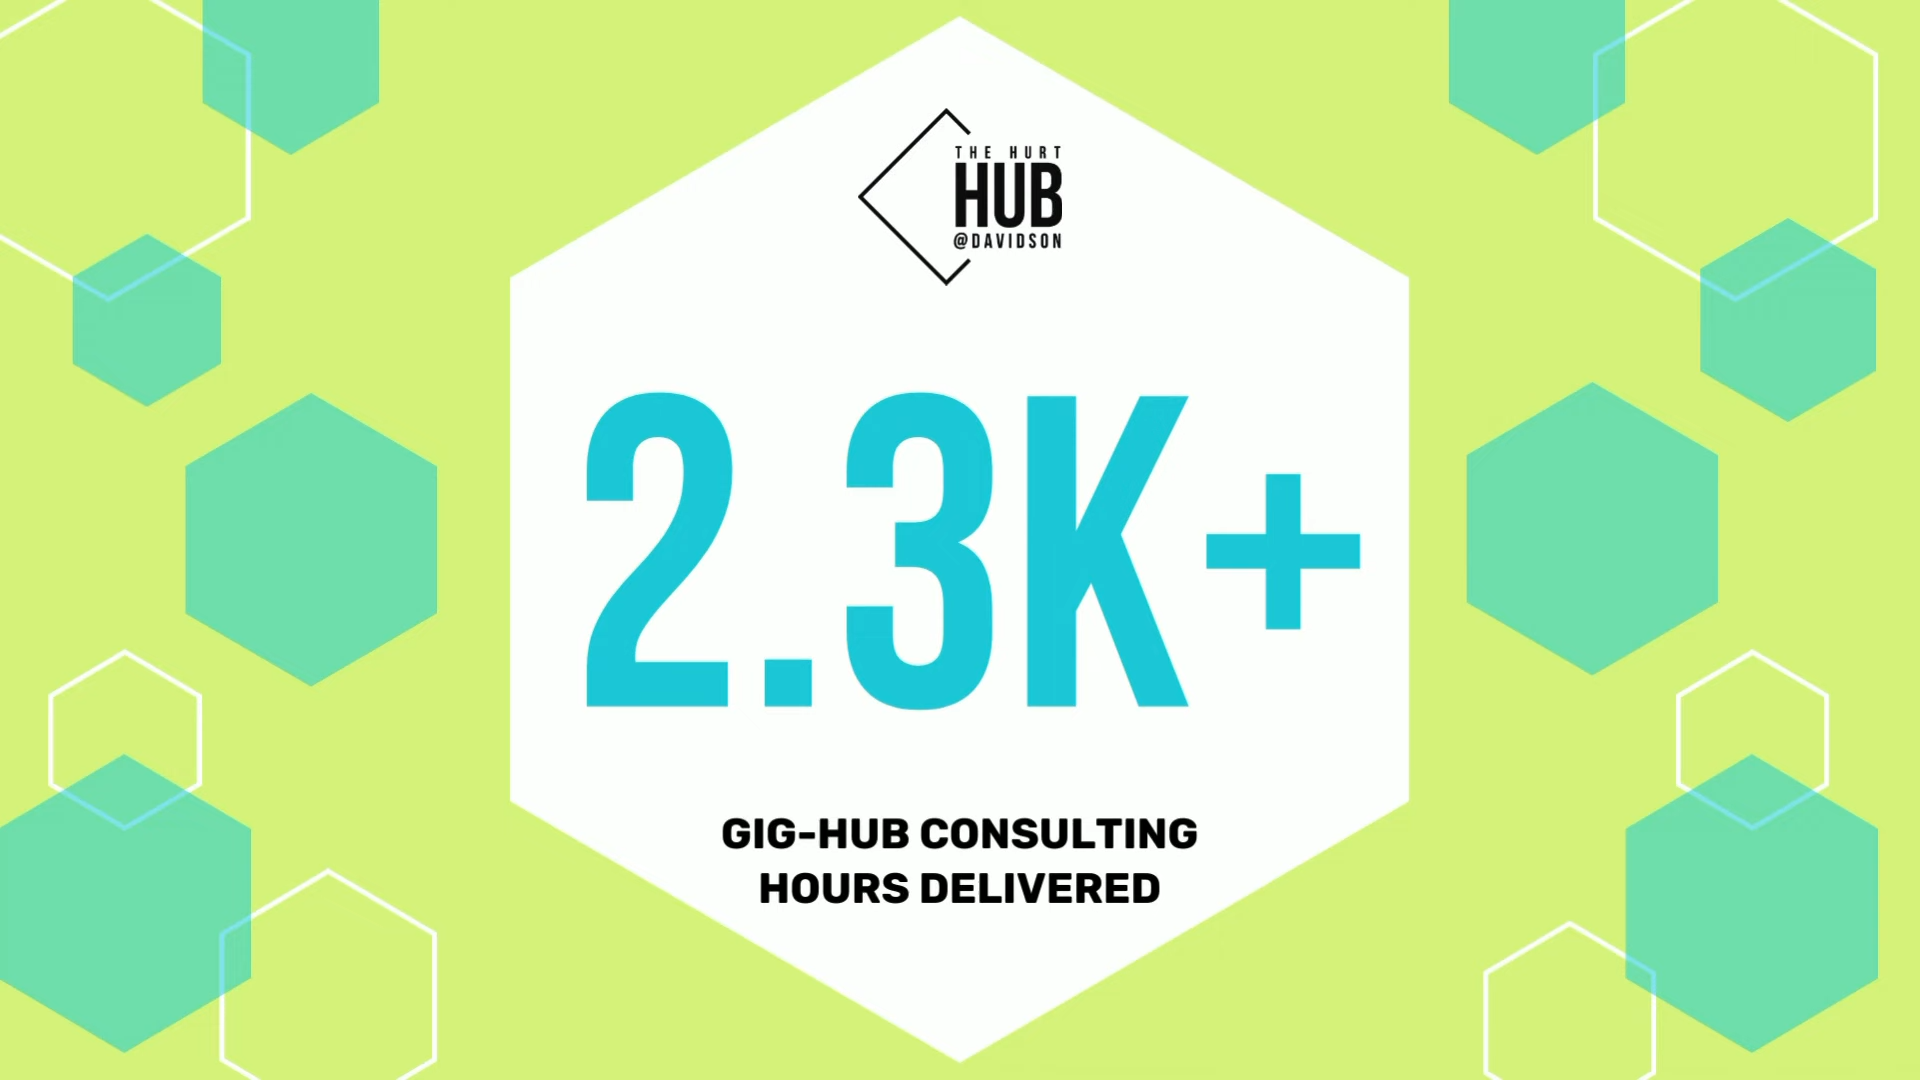 THE HURT
HUB
@DAVIDSON
2.3K+
GIG-HUB CONSULTING
HOURS DELIVERED